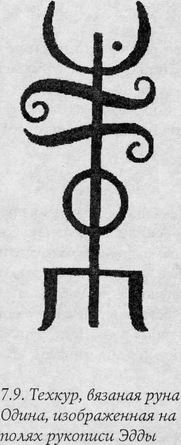 7.9. Техкур, вязаная руна
Одина, изображенная на
полях рукописи Эдды